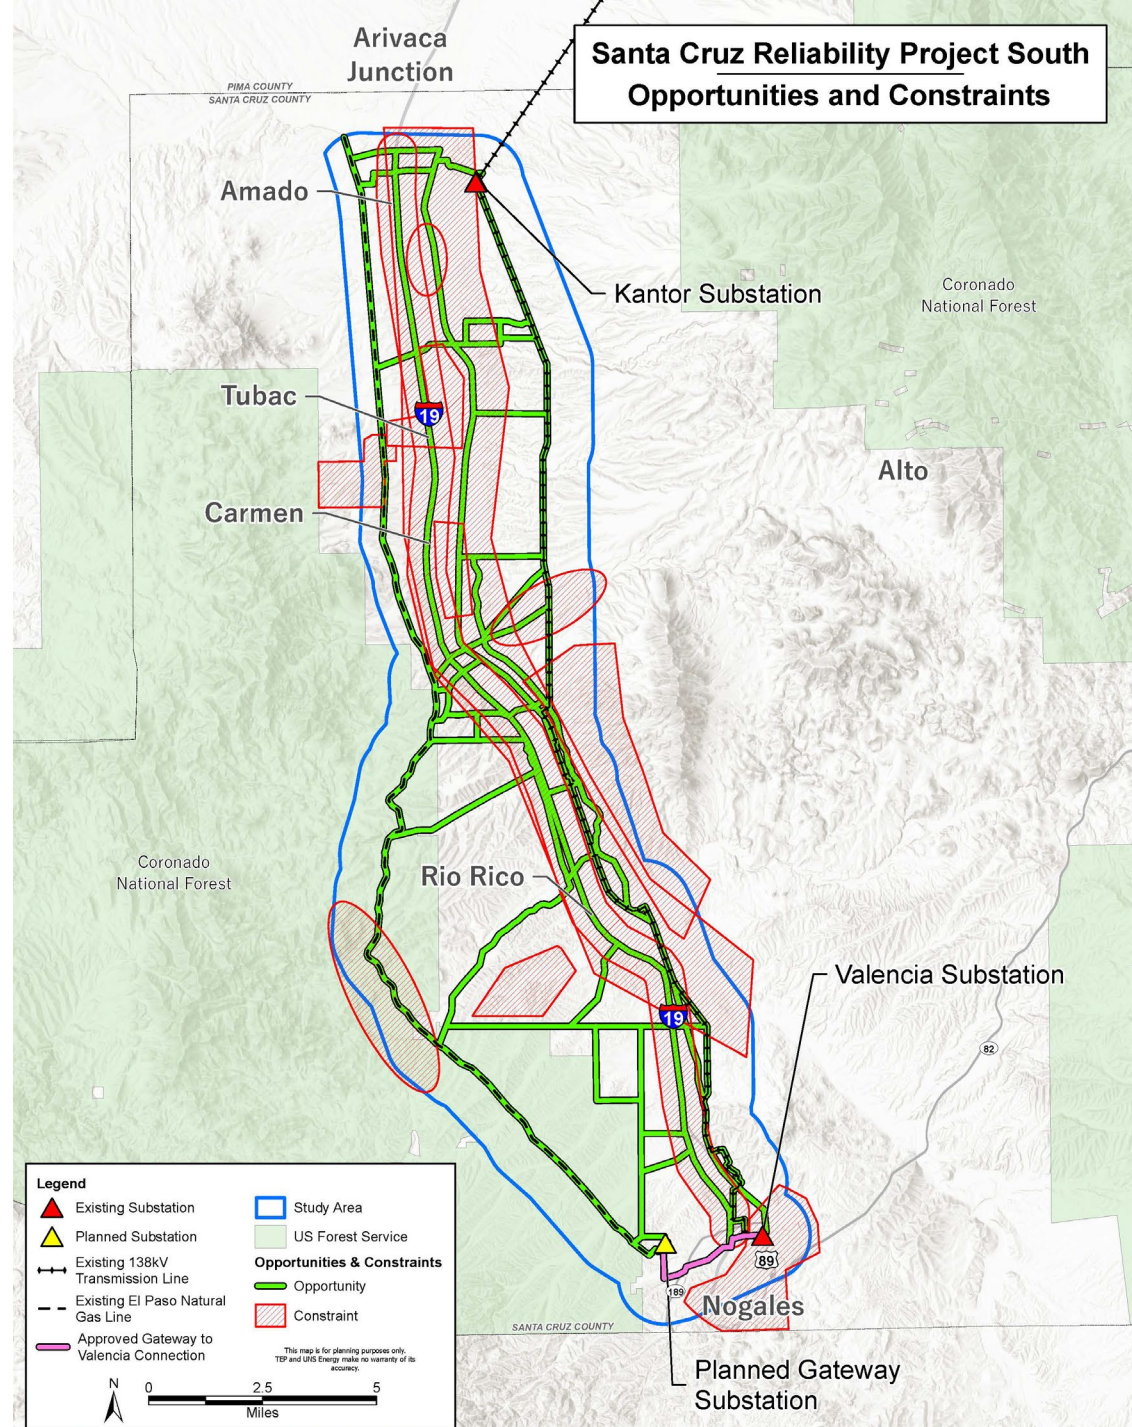 Santa Cruz Reliability Project South
Opportunities and Constraints
Arivaca
Junction
PIMA COUNTY
SANTA CRUZ COUNTY
Amado
Kantor Substation
Coronado
National Forest
Tubac
19
Alto
Carmen
Coronado
National Forest
Rio Rico
Valencia Substation
19
82
89
189
Nogales
SANTA CRUZ COUNTY
Planned Gateway
Substation
Legend
Existing Substation
Planned Substation
Existing 138kV
Transmission Line
Existing El Paso Natural
Gas Line
Approved Gateway to
Valencia Connection
Study Area
US Forest Service
Opportunities & Constraints
Opportunity
Constraint
This map is for planning purposes only.
TEP and UNS Energy make no warranty of its
accuracy.
N
0 2.5 5
Miles